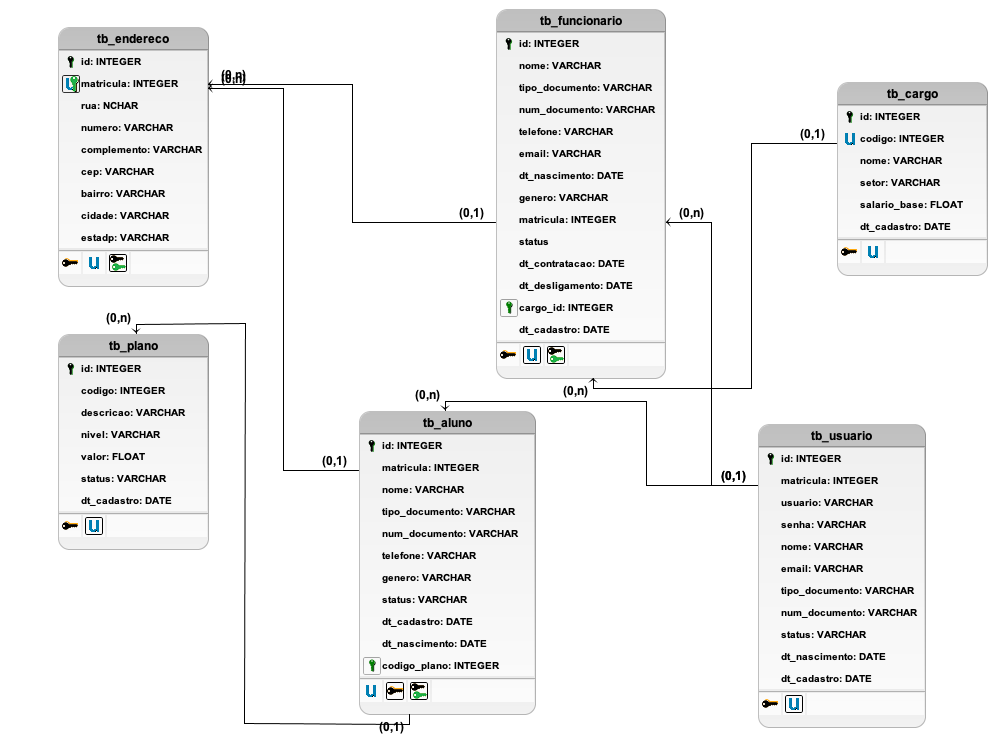 tb_endereco
id: INTEGER
matricula: INTEGER
rua: NCHAR
numero: VARCHAR
complemento: VARCHAR
cep: VARCHAR
bairro: VARCHAR
cidade: VARCHAR
estadp: VARCHAR
U
(0,n)
(0,n)
tb_funcionario
id: INTEGER
nome: VARCHAR
tipo_documento: VARCHAR
num_documento: VARCHAR
telefone: VARCHAR
email: VARCHAR
dt_nascimento: DATE
genero: VARCHAR
matricula: INTEGER
status
dt_contratacao: DATE
dt_desligamento: DATE
cargo_id: INTEGER
dt_cadastro: DATE
U
(0,1)
(0,n)
(0,n)
tb_cargo
id: INTEGER
U codigo: INTEGER
nome: VARCHAR
setor: VARCHAR
salario_base: FLOAT
dt_cadastro: DATE
U
(0,1)
(0,n)
tb_plano
id: INTEGER
codigo: INTEGER
descricao: VARCHAR
nivel: VARCHAR
valor: FLOAT
status: VARCHAR
dt_cadastro: DATE
U
(0,n)
tb_aluno
id: INTEGER
matricula: INTEGER
nome: VARCHAR
tipo_documento: VARCHAR
num_documento: VARCHAR
telefone: VARCHAR
genero: VARCHAR
status: VARCHAR
dt_cadastro: DATE
dt_nascimento: DATE
codigo_plano: INTEGER
U
(0,1)
(0,1)
tb_usuario
id: INTEGER
matricula: INTEGER
usuario: VARCHAR
senha: VARCHAR
nome: VARCHAR
email: VARCHAR
tipo_documento: VARCHAR
num_documento: VARCHAR
status: VARCHAR
dt_nascimento: DATE
dt_cadastro: DATE
U
(0,1)